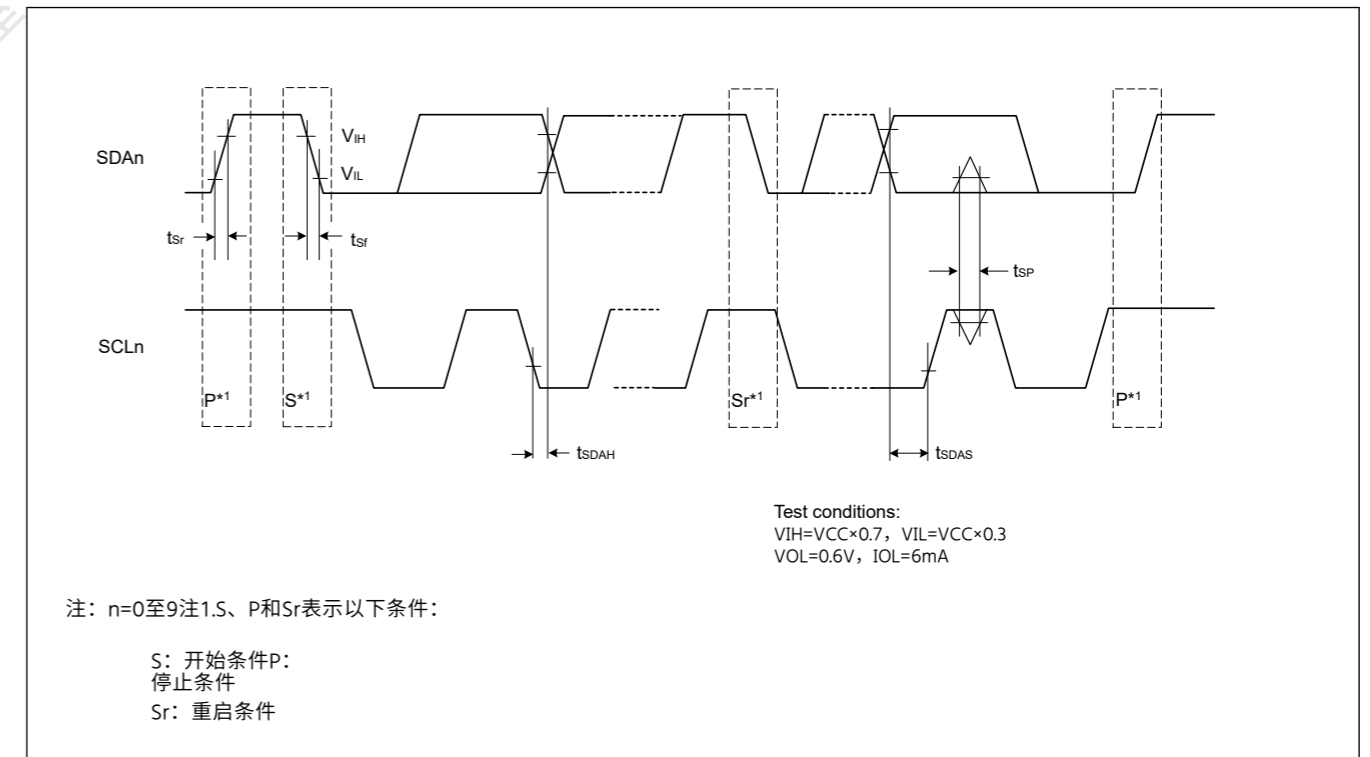 SDAn
VIH
VIL
tSr
tSf
tSP
SCLn
P*1
S*1
Sr*1
P*1
tSDAH
tSDAS
Test conditions:
VIH=VCC×0.7，VIL=VCC×0.3
VOL=0.6V，IOL=6mA
注：n=0至9注1.S、P和Sr表示以下条件：
S：开始条件P：
停止条件
Sr：重启条件